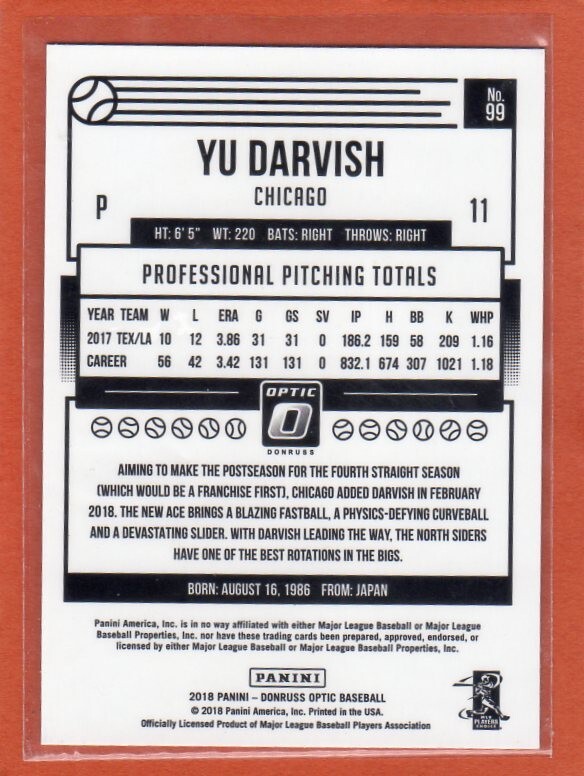 No.
99
YU DARVISH
CHICAGO
P
11
HT: 6' 5" WT: 220 BATS: RIGHT THROWS: RIGHT
PROFESSIONAL PITCHING TOTALS
YEAR TEAM W L ERA G GS SV IP H BB K WHP
2017 TEX/LA 10 12 3.86 31 31 0 186.2 159 58 209 1.16
CAREER 56 42 3.42 131 131 0 832.1 674 307 1021 1.18
OPTIC
O
DONRUSS
AIMING TO MAKE THE POSTSEASON FOR THE FOURTH STRAIGHT SEASON
(WHICH WOULD BE A FRANCHISE FIRST), CHICAGO ADDED DARVISH IN FEBRUARY
2018. THE NEW ACE BRINGS A BLAZING FASTBALL, A PHYSICS-DEFYING CURVEBALL
AND A DEVASTATING SLIDER. WITH DARVISH LEADING THE WAY, THE NORTH SIDERS
HAVE ONE OF THE BEST ROTATIONS IN THE BIGS.
BORN: AUGUST 16, 1986 FROM: JAPAN
Panini America, Inc. is in no way affiliated with either Major League Baseball or Major League
Baseball Properties, Inc. nor have these trading cards been prepared, approved, endorsed, or
licensed by either Major League Baseball or Major League Baseball Properties, Inc.
PANINI
2018 PANINI – DONRUSS OPTIC BASEBALL
© 2018 Panini America, Inc. Printed in the USA.
Officially Licensed Product of Major League Baseball Players Association
MLB
PLAYERS
CHOICE